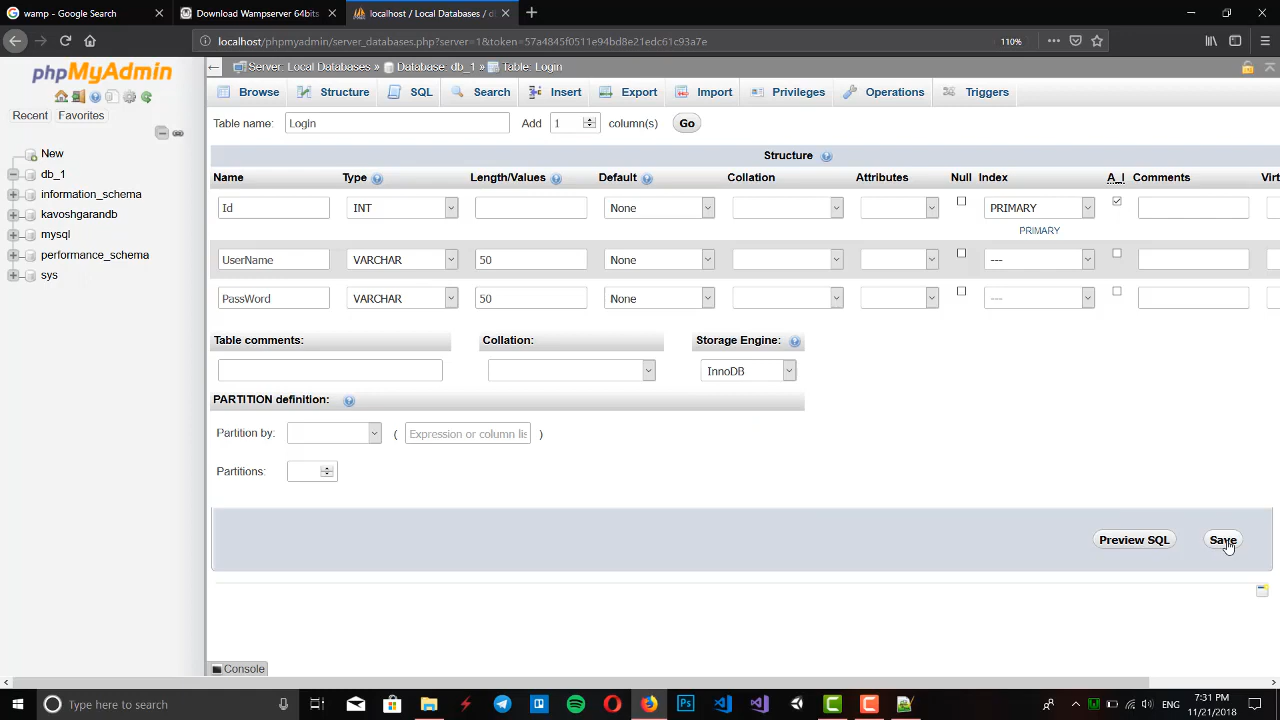 wamp - Google Search
Download Wampserver 64bits
localhost / Local Databases / d
localhost/phpmyadmin/server_databases.php?server=1&token=57a4845f0511e94bd8e21edc61c93a7e
110%
phpMyAdmin
Recent
Favorites
New
db_1
information_schema
kavoshgarandb
mysql
performance_schema
sys
Server: Local Databases » Database: db_1 » Table: Login
Browse
Structure
SQL
Search
Insert
Export
Import
Privileges
Operations
Triggers
Table name: Login Add 1 column(s) Go
Structure
Name Type Length/Values Default Collation Attributes Null Index A_I Comments Virt
Id INT None PRIMARY
PRIMARY
UserName VARCHAR 50 None ---
PassWord VARCHAR 50 None ---
Table comments: Collation: Storage Engine:
InnoDB
PARTITION definition:
Partition by: ( Expression or column lis )
Partitions:
Preview SQL Save
Console
Type here to search
ENG
7:31 PM
11/21/2018